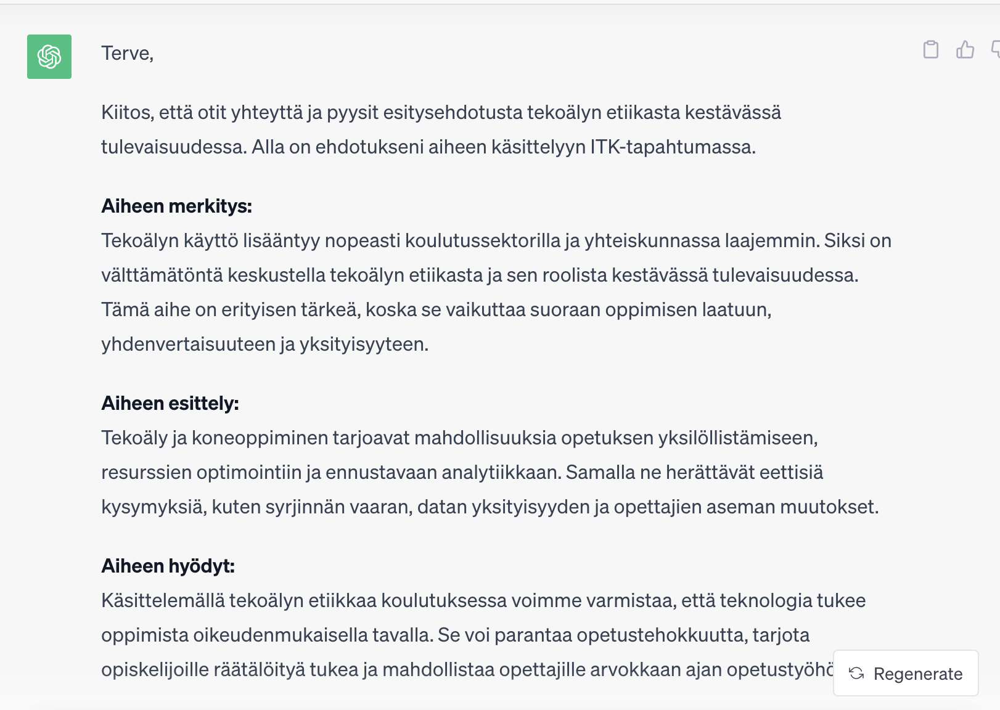 Terve,
Kiitos, että otit yhteyttä ja pyysit esitysehdotusta tekoälyn etiikasta kestävässä
tulevaisuudessa. Alla on ehdotukseni aiheen käsittelyyn ITK-tapahtumassa.
Aiheen merkitys:
Tekoälyn käyttö lisääntyy nopeasti koulutussektorilla ja yhteiskunnassa laajemmin. Siksi on
välttämätöntä keskustella tekoälyn etiikasta ja sen roolista kestävässä tulevaisuudessa.
Tämä aihe on erityisen tärkeä, koska se vaikuttaa suoraan oppimisen laatuun,
yhdenvertaisuuteen ja yksityisyyteen.
Aiheen esittely:
Tekoäly ja koneoppiminen tarjoavat mahdollisuuksia opetuksen yksilöllistämiseen,
resurssien optimointiin ja ennustavaan analytiikkaan. Samalla ne herättävät eettisiä
kysymyksiä, kuten syrjinnän vaaran, datan yksityisyyden ja opettajien aseman muutokset.
Aiheen hyödyt:
Käsittelemällä tekoälyn etiikkaa koulutuksessa voimme varmistaa, että teknologia tukee
oppimista oikeudenmukaisella tavalla. Se voi parantaa opetustehokkuutta, tarjota
opiskelijoille räätälöityä tukea ja mahdollistaa opettajille arvokkaan ajan
Regenerate